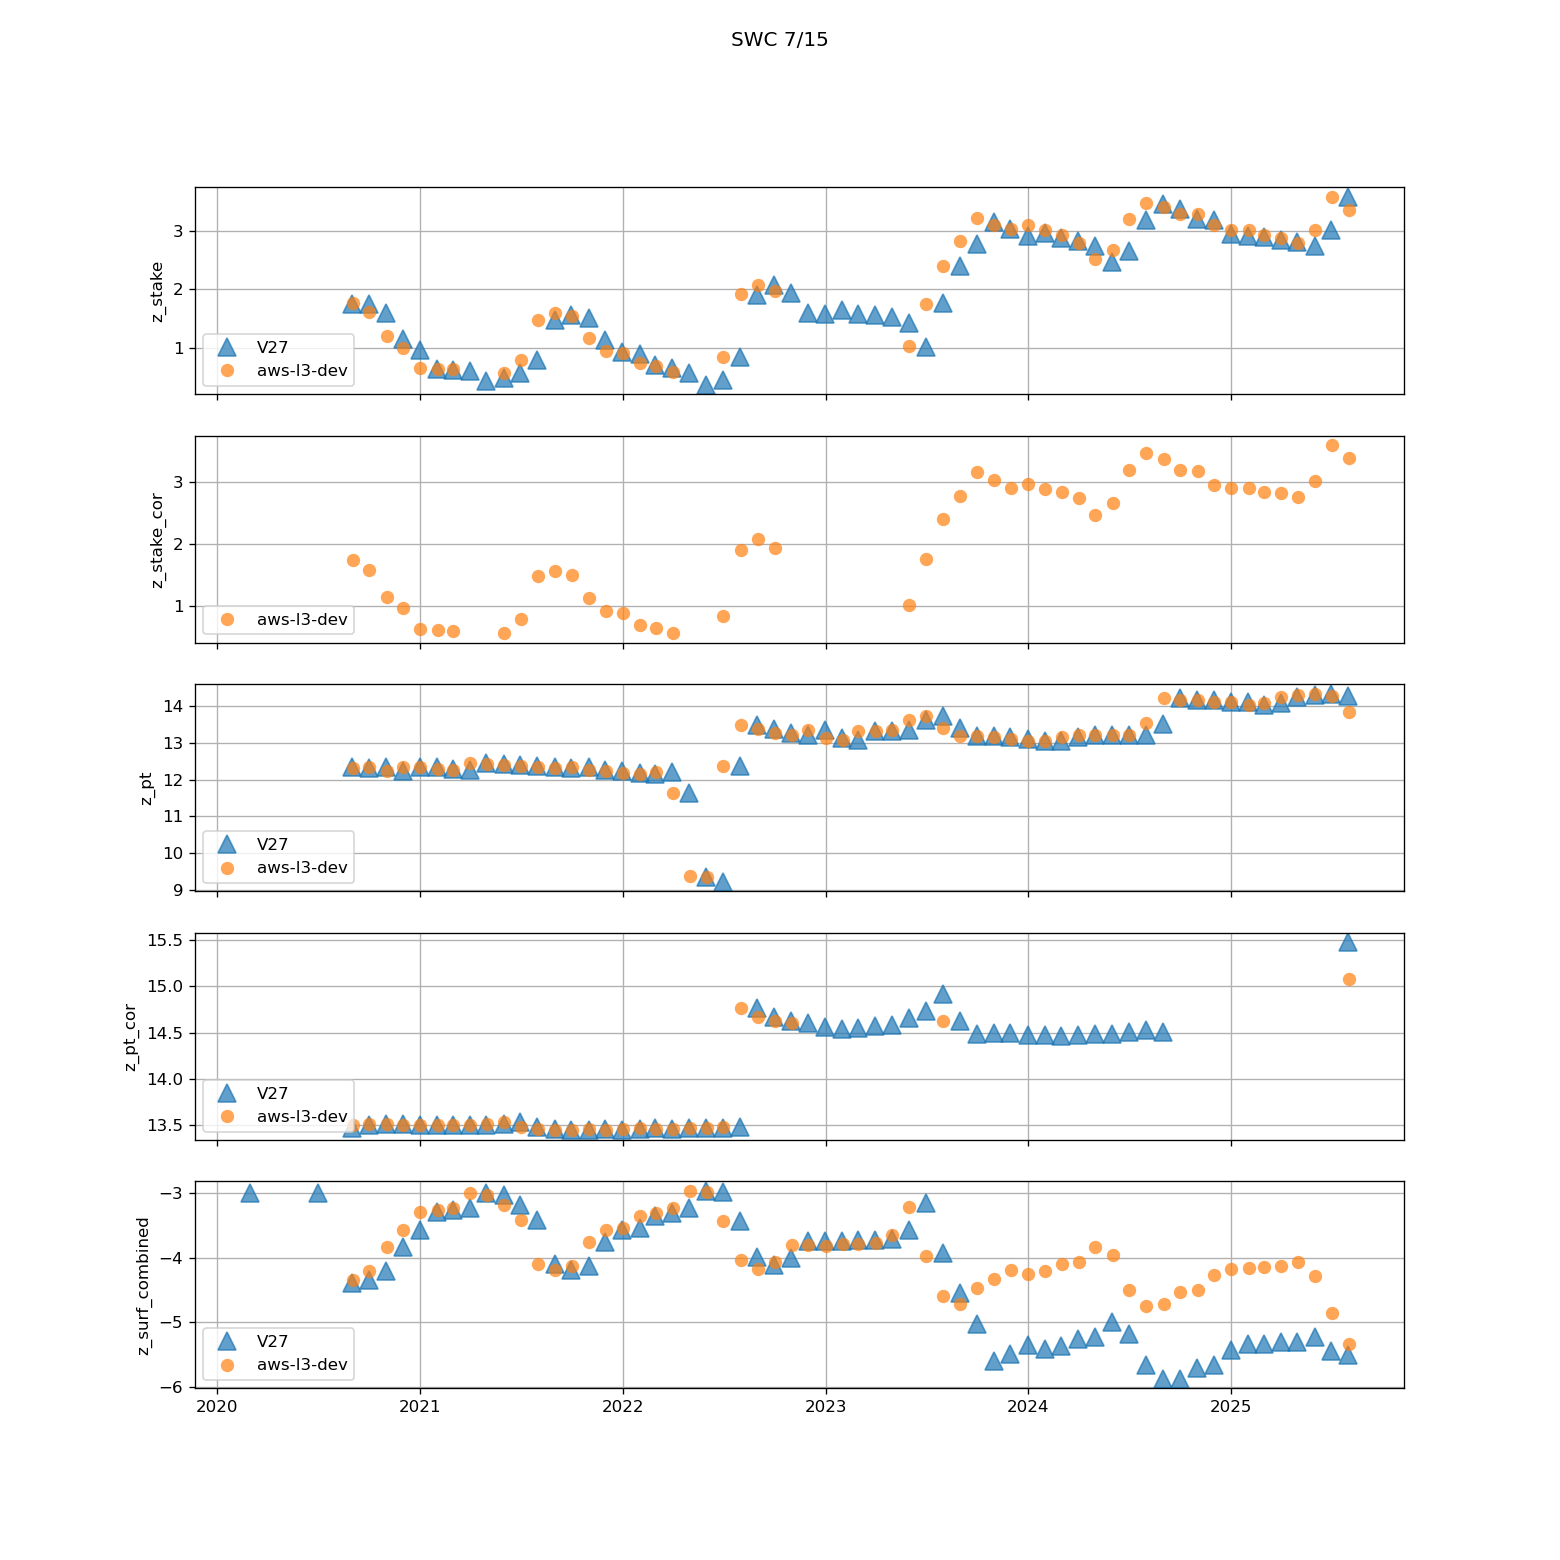 SWC 7/15
z_stake
3
2
1
V27
aws-l3-dev
z_stake_cor
3
2
1
aws-l3-dev
z_pt
14
13
12
11
10
9
V27
aws-l3-dev
z_pt_cor
15.5
15.0
14.5
14.0
13.5
V27
aws-l3-dev
z_surf_combined
−3
−4
−5
−6
V27
aws-l3-dev
2020 2021 2022 2023 2024 2025